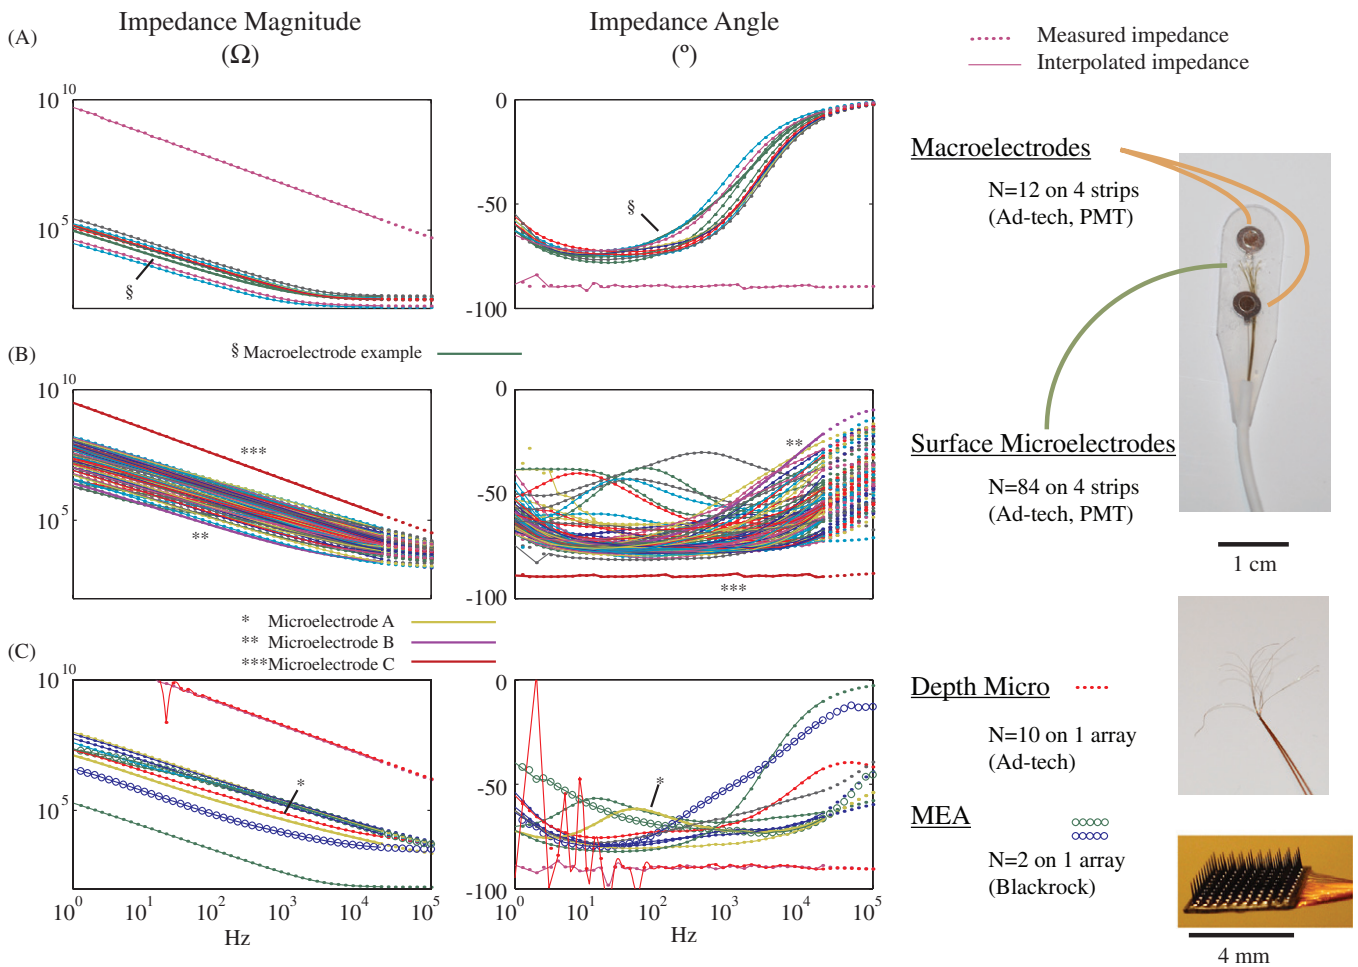 Impedance Magnitude
(Ω)
Impedance Angle
(º)
Measured impedance
Interpolated impedance
(A)
10 10
10 5
§
0
-50
-100
§
Macroelectrodes
N=12 on 4 strips
(Ad-tech, PMT)
(B)
§ Macroelectrode example
10 10
10 5
***
**
0
-50
-100
**
***
Surface Microelectrodes
N=84 on 4 strips
(Ad-tech, PMT)
1 cm
* Microelectrode A
** Microelectrode B
***Microelectrode C
(C)
10 10
10 5
*
10 0 10 1 10 2 10 3 10 4 10 5
Hz
0
-50
-100
*
10 0 10 1 10 2 10 3 10 4 10 5
Hz
Depth Micro
N=10 on 1 array
(Ad-tech)
MEA
N=2 on 1 array
(Blackrock)
4 mm